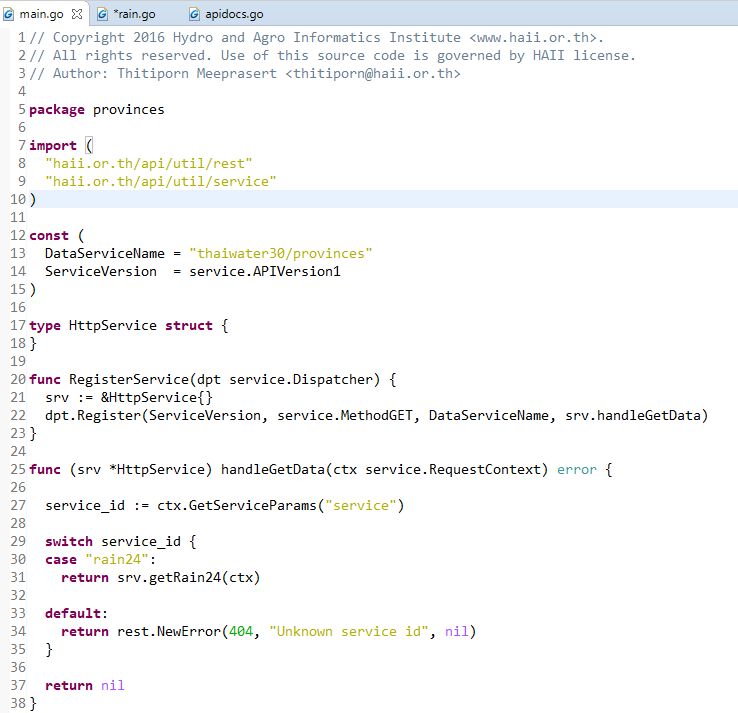 main.go
*rain.go
apidocs.go
1 // Copyright 2016 Hydro and Agro Informatics Institute <www.haii.or.th>.
2 // All rights reserved. Use of this source code is governed by HAII license.
3 // Author: Thitiporn Meeprasert <thitiporn@haii.or.th>
4
5 package provinces
6
7 import (
8   "haii.or.th/api/util/rest"
9   "haii.or.th/api/util/service"
10 )
11
12 const (
13   DataServiceName = "thaiwater30/provinces"
14   ServiceVersion  = service.APIVersion1
15 )
16
17 type HttpService struct {
18 }
19
20 func RegisterService(dpt service.Dispatcher) {
21   srv := &HttpService{}
22   dpt.Register(ServiceVersion, service.MethodGET, DataServiceName, srv.handleGetData)
23 }
24
25 func (srv *HttpService) handleGetData(ctx service.RequestContext) error {
26
27   service_id := ctx.GetServiceParams("service")
28
29   switch service_id {
30   case "rain24":
31     return srv.getRain24(ctx)
32
33   default:
34     return rest.NewError(404, "Unknown service id", nil)
35   }
36
37   return nil
38 }